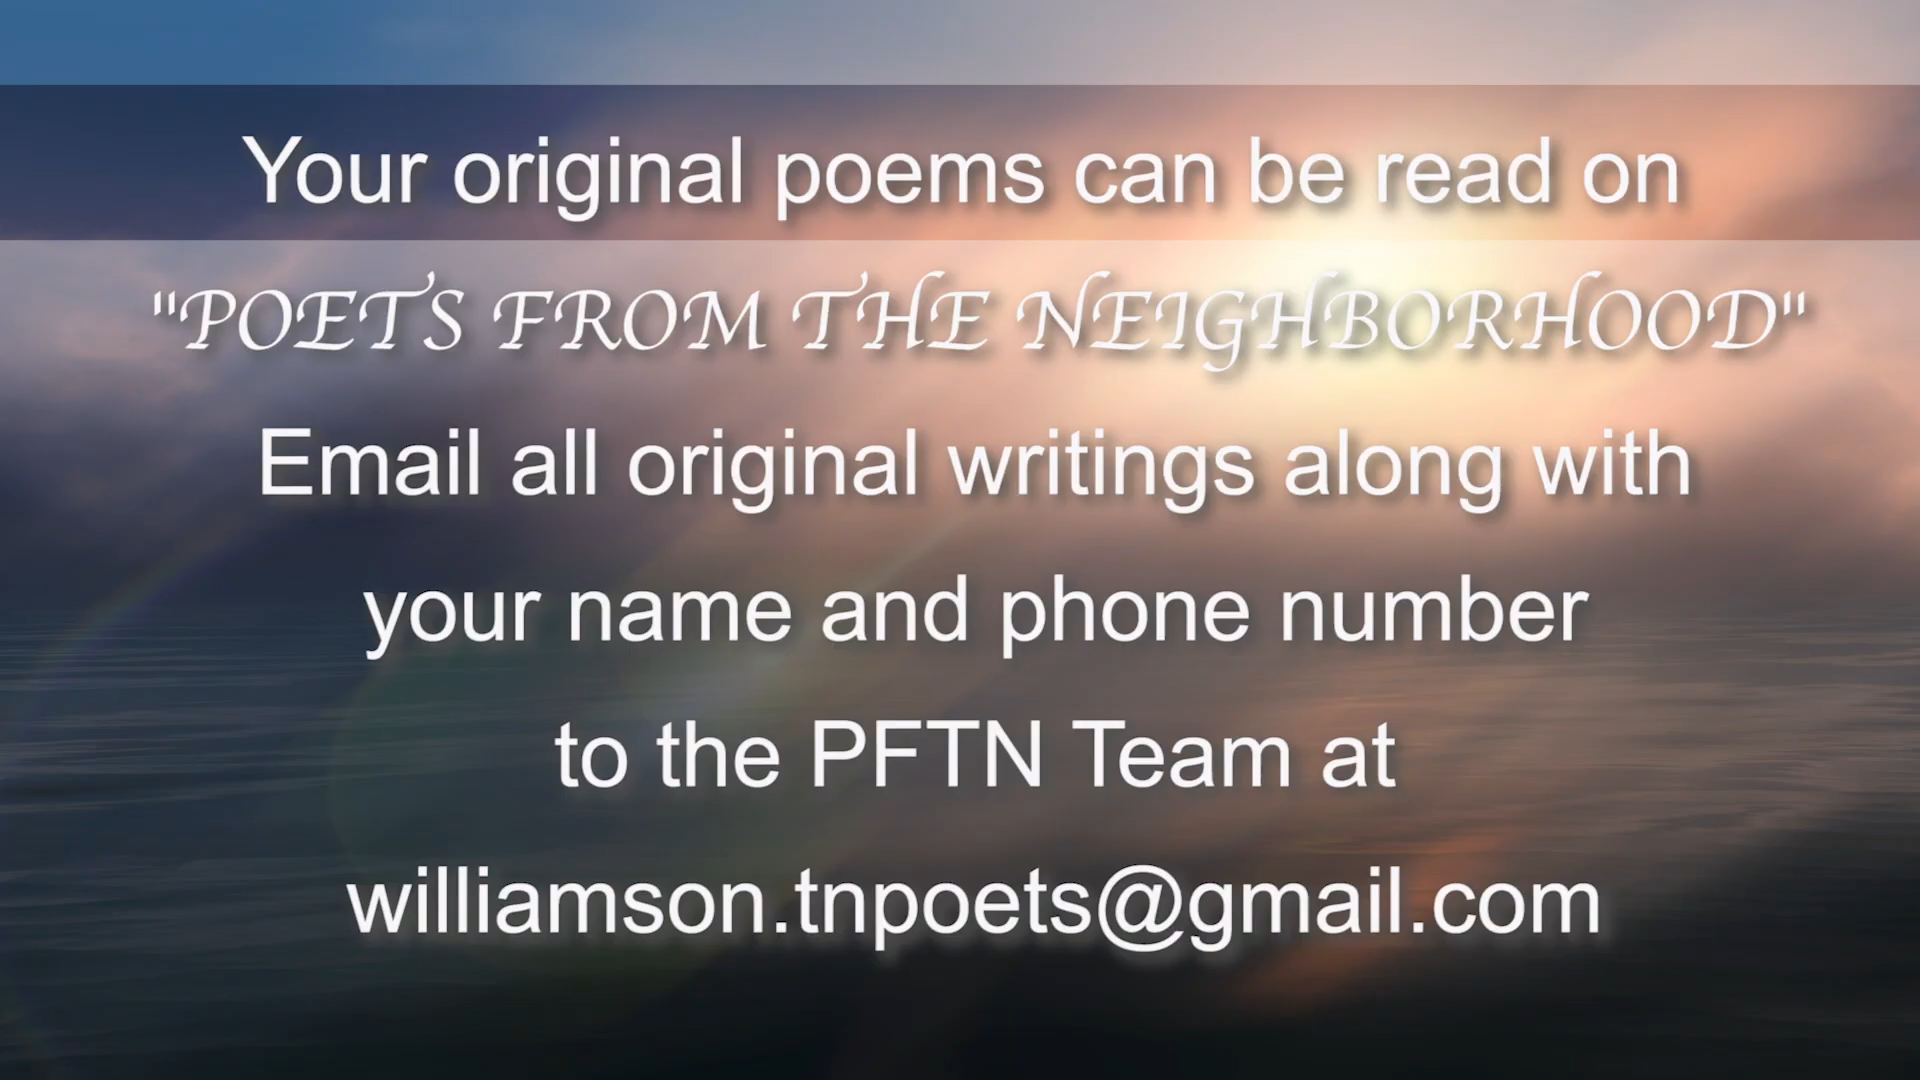 Your original poems can be read on
"POETS FROM THE NEIGHBORHOOD"
Email all original writings along with
your name and phone number
to the PFTN Team at
williamson.tnpoets@gmail.com